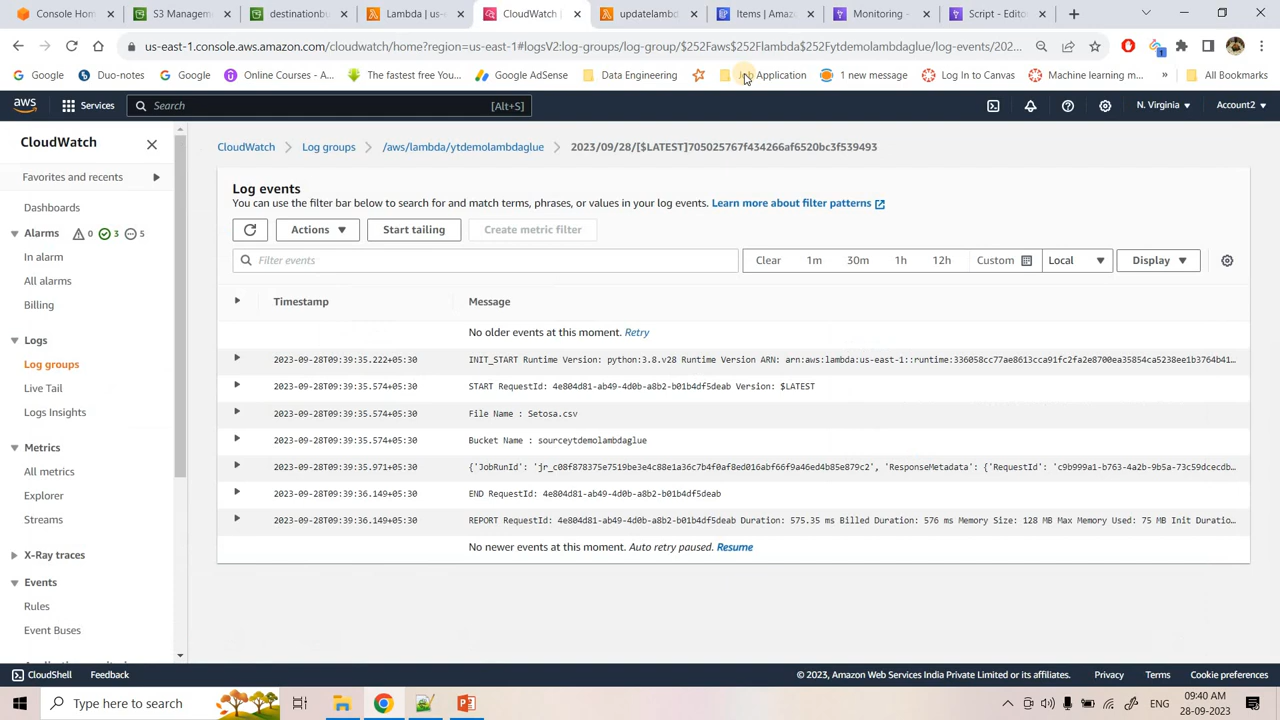 Console Home
S3 Manage
destinationbu
Lambda | us-
CloudWatch
updatelambd
Items | Amaz
Monitoring -
Script - Edito
us-east-1.console.aws.amazon.com/cloudwatch/home?region=us-east-1#logsV2:log-groups/log-group/$252Faws$252Flambda$252Fytdemolambdaglue/log-events/202...
Google
Duo-notes
Google
Online Courses - A...
The fastest free You...
Google AdSense
Data Engineering
Job Application
1 new message
Log In to Canvas
Machine learning m...
»
All Bookmarks
aws
Services
Search
[Alt+S]
N. Virginia
Account2
CloudWatch
Favorites and recents
Dashboards
Alarms 0 3 5
In alarm
All alarms
Billing
Logs
Log groups
Live Tail
Logs Insights
Metrics
All metrics
Explorer
Streams
X-Ray traces
Events
Rules
Event Buses
CloudWatch > Log groups > /aws/lambda/ytdemolambdaglue > 2023/09/28/[$LATEST]705025767f434266af6520bc3f539493
Log events
You can use the filter bar below to search for and match terms, phrases, or values in your log events. Learn more about filter patterns
Actions
Start tailing
Create metric filter
Filter events
Clear 1m 30m 1h 12h Custom
Local
Display
Timestamp Message
No older events at this moment. Retry
2023-09-28T09:39:35.222+05:30 INIT_START Runtime Version: python:3.8.v28 Runtime Version ARN: arn:aws:lambda:us-east-1::runtime:336058cc77ae8613cca91fc2fa2e8700ea35854ca5238ee1b3764b41...
2023-09-28T09:39:35.574+05:30 START RequestId: 4e804d81-ab49-4d0b-a8b2-b01b4df5deab Version: $LATEST
2023-09-28T09:39:35.574+05:30 File Name : Setosa.csv
2023-09-28T09:39:35.574+05:30 Bucket Name : sourceytdemolambdaglue
2023-09-28T09:39:35.971+05:30 {'JobRunId': 'jr_c08f878375e7519be3e4c88e1a36c7b4f0af8ed016abf66f9a46ed4b85e879c2', 'ResponseMetadata': {'RequestId': 'c9b999a1-b763-4a2b-9b5a-73c59dcecdb...
2023-09-28T09:39:36.149+05:30 END RequestId: 4e804d81-ab49-4d0b-a8b2-b01b4df5deab
2023-09-28T09:39:36.149+05:30 REPORT RequestId: 4e804d81-ab49-4d0b-a8b2-b01b4df5deab Duration: 575.35 ms Billed Duration: 576 ms Memory Size: 128 MB Max Memory Used: 75 MB Init Duratio...
No newer events at this moment. Auto retry paused. Resume
CloudShell
Feedback
© 2023, Amazon Web Services India Private Limited or its affiliates.
Privacy
Terms
Cookie preferences
Type here to search
ENG
09:40 AM
28-09-2023